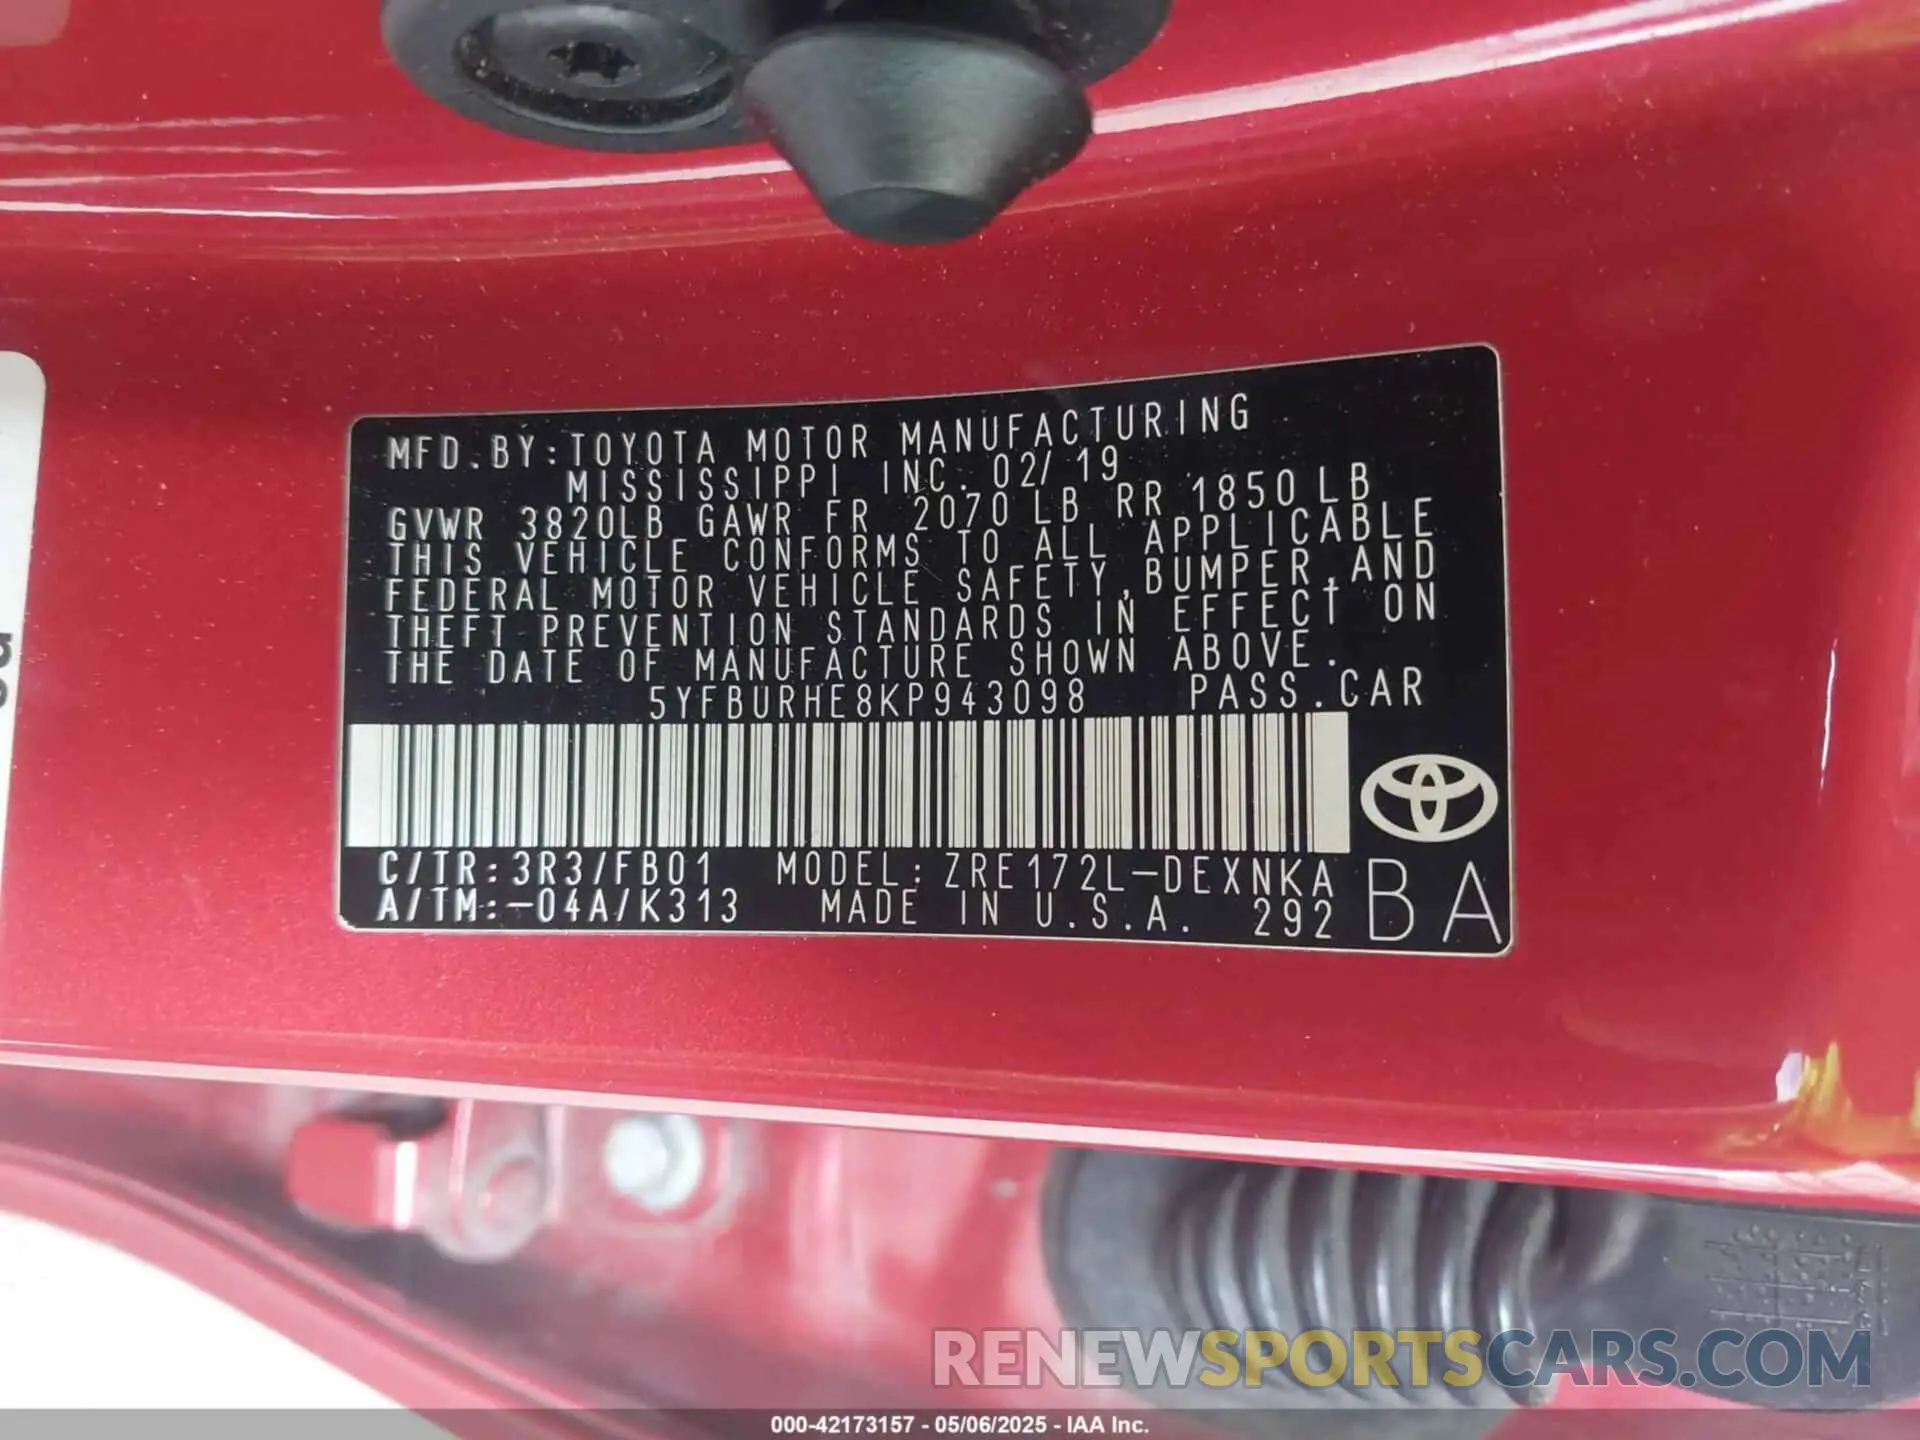 MFD.BY:TOYOTA MOTOR MANUFACTURING
MISSISSIPPI INC. 02/19
GVWR 3820LB GAWR FR 2070 LB RR 1850LB
THIS VEHICLE CONFORMS TO ALL APPLICABLE
FEDERAL MOTOR VEHICLE SAFETY,BUMPER,AND
THEFT PREVENTION STANDARDS IN EFFECT ON
THE DATE OF MANUFACTURE SHOWN ABOVE.
5YFBURHE8KP943098 PASS.CAR
C/TR:3R3/FB01 MODEL:ZRE172L-DEXNKA
A/TM:-04A/K313 MADE IN U.S.A. 292
BA
RENEWSPORTSCARS.COM
000-42173157 - 05/06/2025 - IAA Inc.